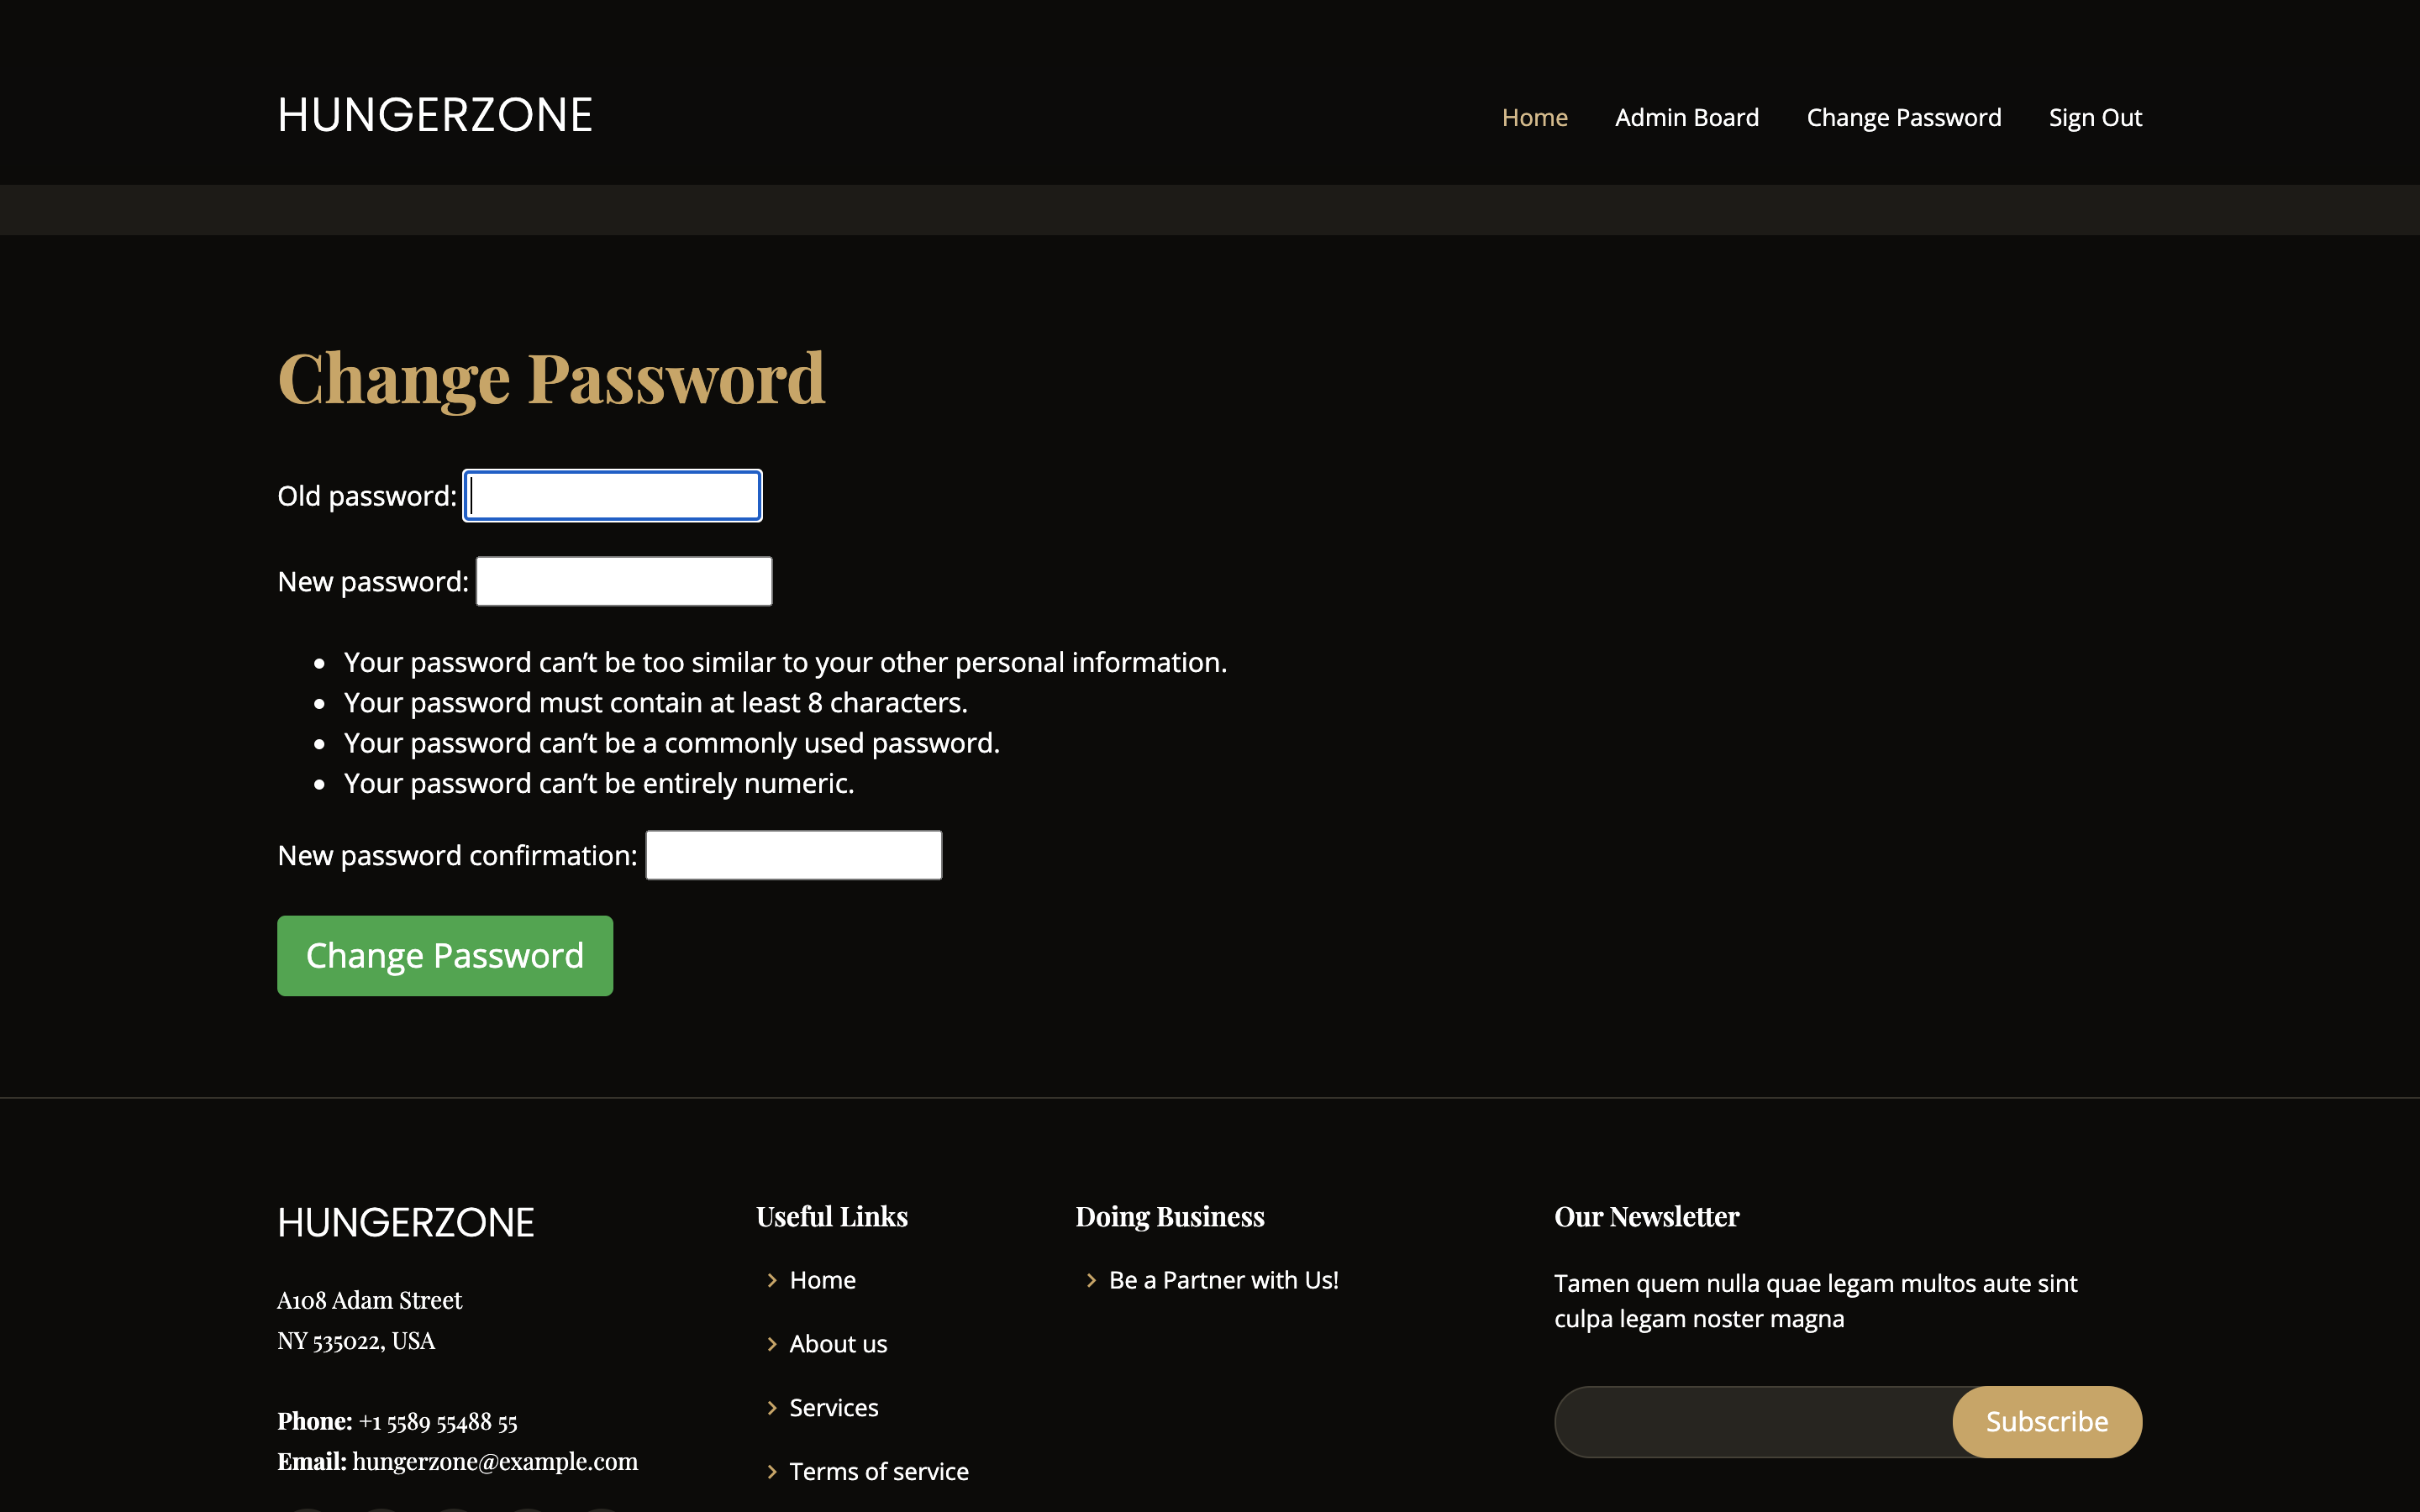 HUNGERZONE
Home Admin Board Change Password Sign Out
Change Password
Old password:
New password:
• Your password can’t be too similar to your other personal information.
• Your password must contain at least 8 characters.
• Your password can’t be a commonly used password.
• Your password can’t be entirely numeric.
New password confirmation:
Change Password
HUNGERZONE
A108 Adam Street
NY 535022, USA
Phone: +1 5589 55488 55
Email: hungerzone@example.com
Useful Links
Home
About us
Services
Terms of service
Doing Business
Be a Partner with Us!
Our Newsletter
Tamen quem nulla quae legam multos aute sint
culpa legam noster magna
Subscribe